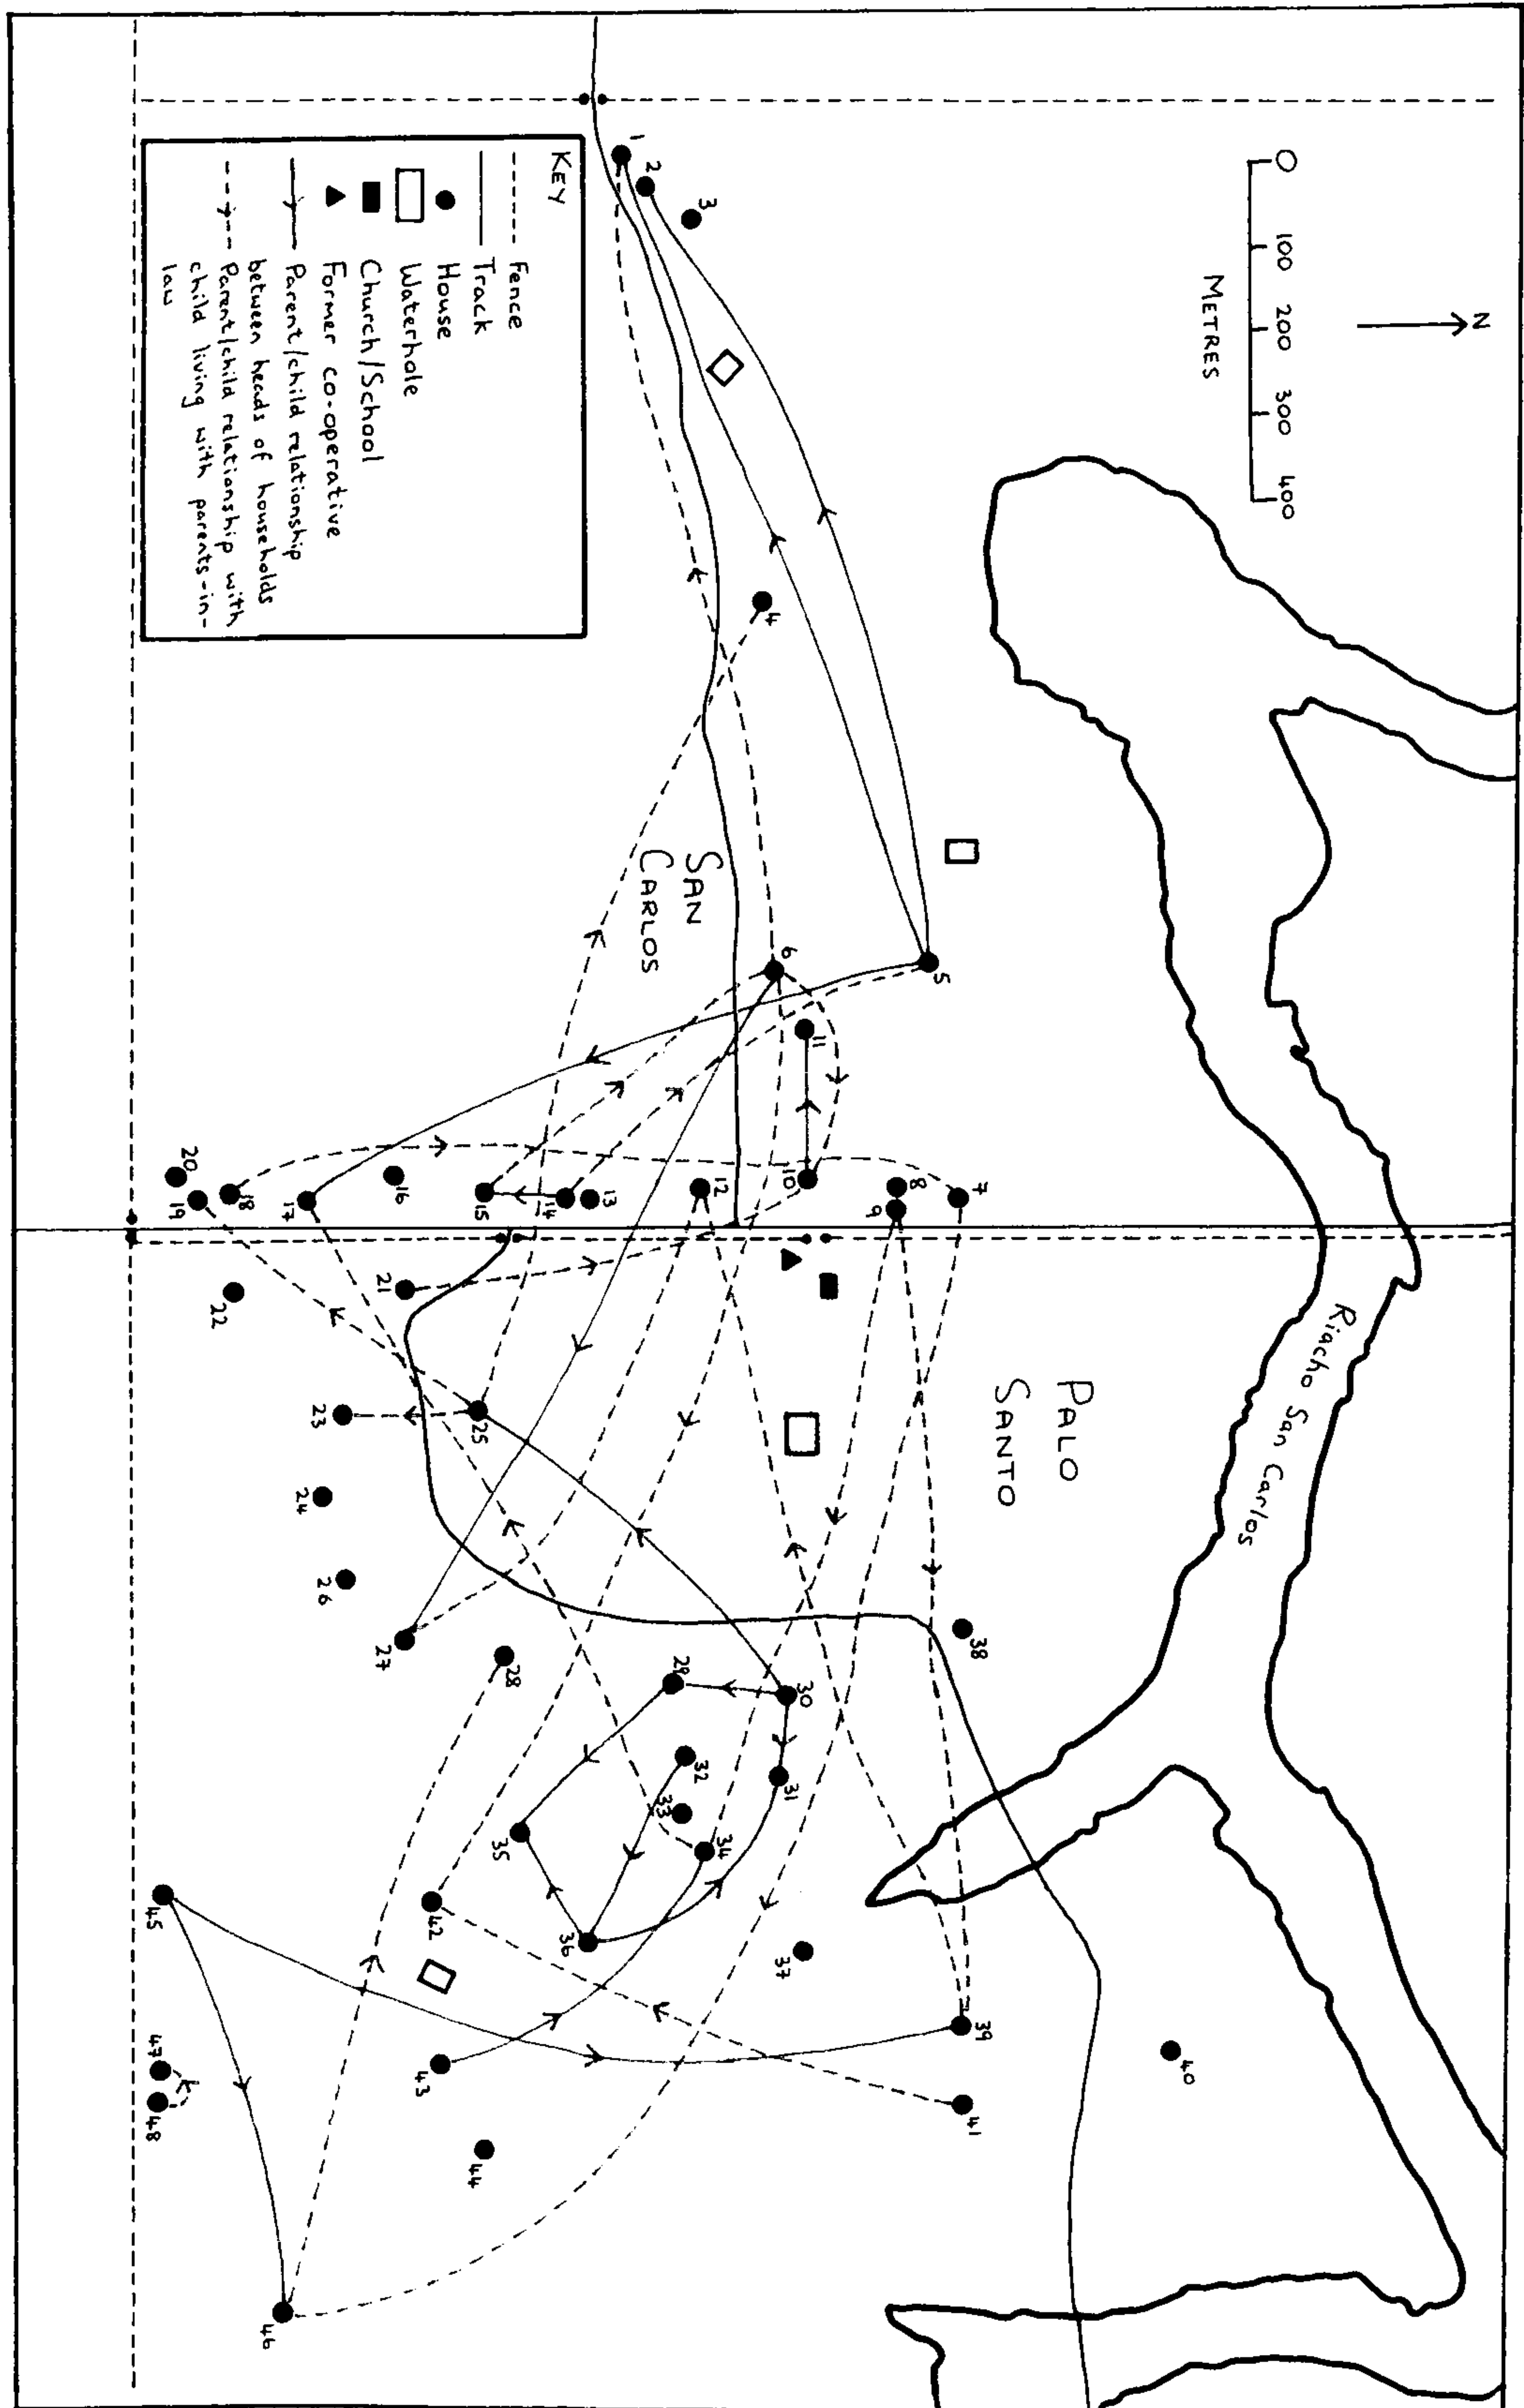 N
0 100 200 300 400
METRES
KEY
Fence
Track
House
Waterhole
Church/School
Former co-operative
Parent/child relationship
between heads of households
Parent/child relationship with
child living with parents-in-
law
SAN
CARLOS
PALO
SANTO
Riacho San Carlos
1
2
3
4
5
6
7
8
9
10
11
12
13
14
15
16
17
18
19
20
21
22
23
24
25
26
27
28
29
30
31
32
33
34
35
36
37
38
39
40
41
42
43
44
45
46
47
48